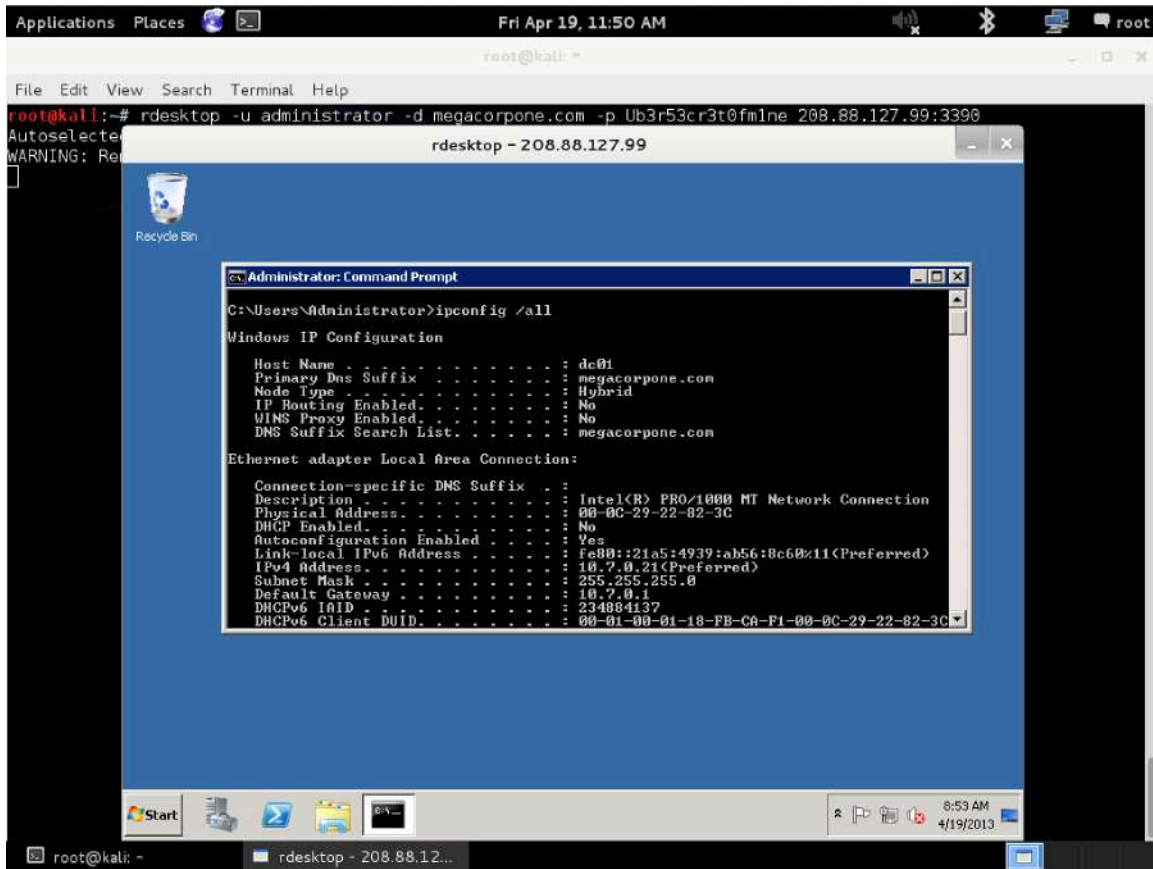 Applications Places Fri Apr 19, 11:50 AM root
root@kali: ~
File Edit View Search Terminal Help
root@kali:~# rdesktop -u administrator -d megacorpone.com -p Ub3r53cr3t0fm1ne 208.88.127.99:3390
Autoselecte
WARNING: Re
rdesktop - 208.88.127.99
Recycle Bin
Administrator: Command Prompt
C:\Users\Administrator>ipconfig /all
Windows IP Configuration
Host Name . . . . . . . . . . . . : dc01
Primary Dns Suffix . . . . . . . : megacorpone.com
Node Type . . . . . . . . . . . . : Hybrid
IP Routing Enabled. . . . . . . . : No
WINS Proxy Enabled. . . . . . . . : No
DNS Suffix Search List. . . . . . : megacorpone.com
Ethernet adapter Local Area Connection:
Connection-specific DNS Suffix . :
Description . . . . . . . . . . . : Intel(R) PRO/1000 MT Network Connection
Physical Address. . . . . . . . . : 00-0C-29-22-82-3C
DHCP Enabled. . . . . . . . . . . : No
Autoconfiguration Enabled . . . . : Yes
Link-local IPv6 Address . . . . . : fe80::21a5:4939:ab56:8c60%11(Preferred)
IPv4 Address. . . . . . . . . . . : 10.7.0.21(Preferred)
Subnet Mask . . . . . . . . . . . : 255.255.255.0
Default Gateway . . . . . . . . . : 10.7.0.1
DHCPv6 IAID . . . . . . . . . . . : 234884137
DHCPv6 Client DUID. . . . . . . . : 00-01-00-01-18-FB-CA-F1-00-0C-29-22-82-3C
Start 8:53 AM
4/19/2013
root@kali: ~ rdesktop - 208.88.12...